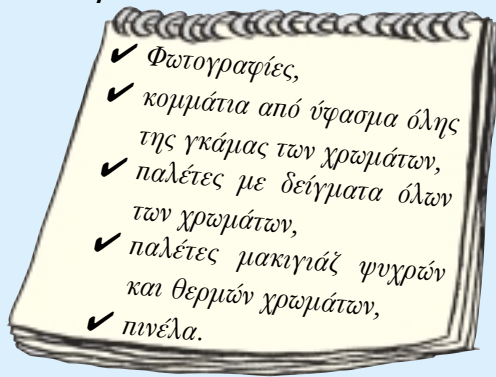 ✔ Φωτογραφίες,
✔ κομμάτια από ύφασμα όλης
της γκάμας των χρωμάτων,
✔ παλέτες με δείγματα όλων
των χρωμάτων,
✔ παλέτες μακιγιάζ ψυχρών
και θερμών χρωμάτων,
✔ πινέλα.